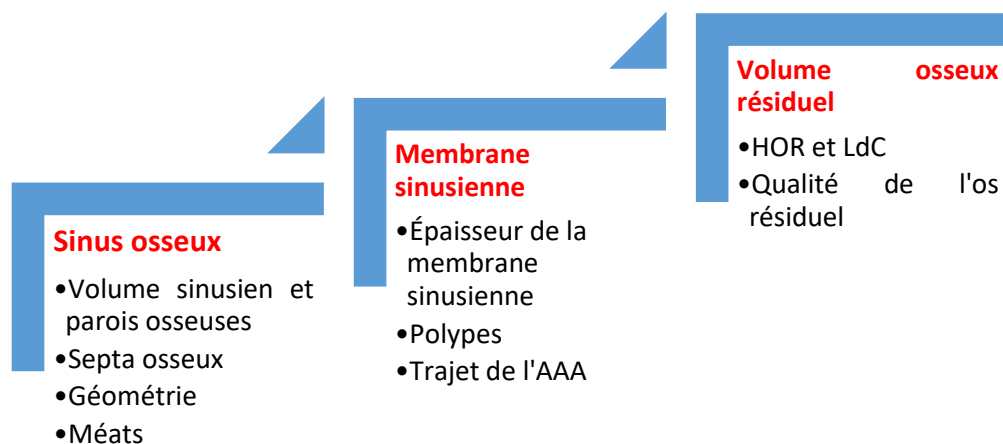 Sinus osseux
•Volume sinusien et
parois osseuses
•Septa osseux
•Géométrie
•Méats
Membrane
sinusienne
•Épaisseur de la
membrane
sinusienne
•Polypes
•Trajet de l'AAA
Volume osseux
résiduel
•HOR et LdC
•Qualité de l'os
résiduel